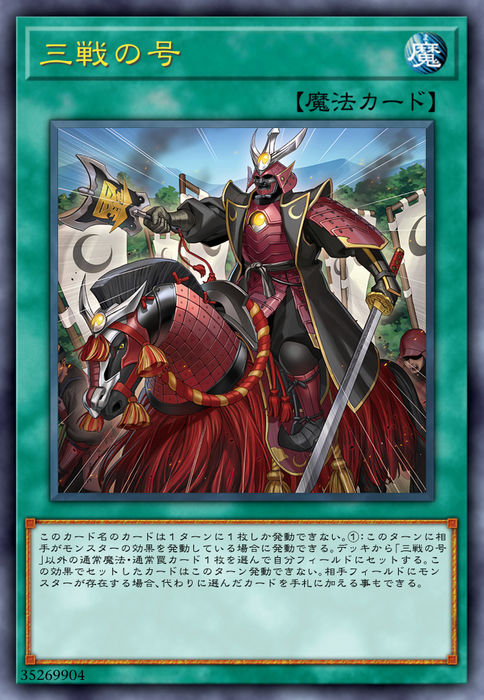 三戦の号
魔
【魔法カード】
このカード名のカードは１ターンに１枚しか発動できない。①：このターンに相
手がモンスターの効果を発動している場合に発動できる。デッキから「三戦の号
」以外の通常魔法・通常罠カード１枚を選んで自分フィールドにセットする。こ
の効果でセットしたカードはこのターン発動できない。相手フィールドにモン
スターが存在する場合、代わりに選んだカードを手札に加える事もできる。
35269904